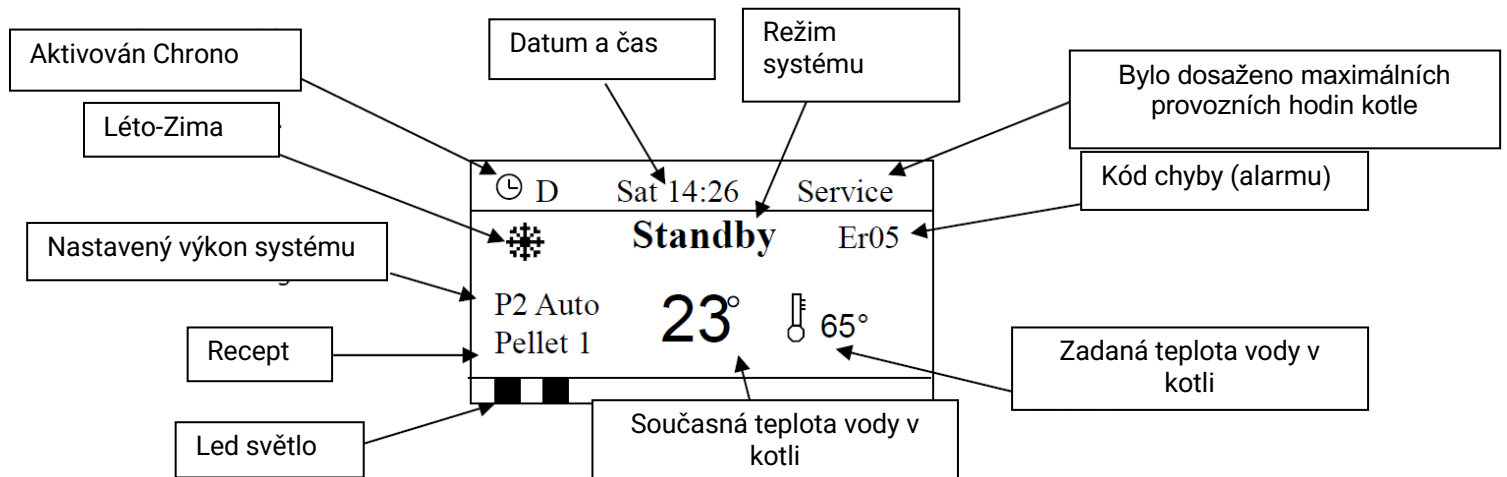 Aktivován Chrono
Datum a čas
Režim
systému
Bylo dosaženo maximálních
provozních hodin kotle
Léto-Zima
Kód chyby (alarmu)
D Sat 14:26 Service
Standby Er05
Nastavený výkon systému
P2 Auto
Pellet 1
23° 65°
Recept
Zadaná teplota vody v
kotli
Současná teplota vody v
kotli
Led světlo